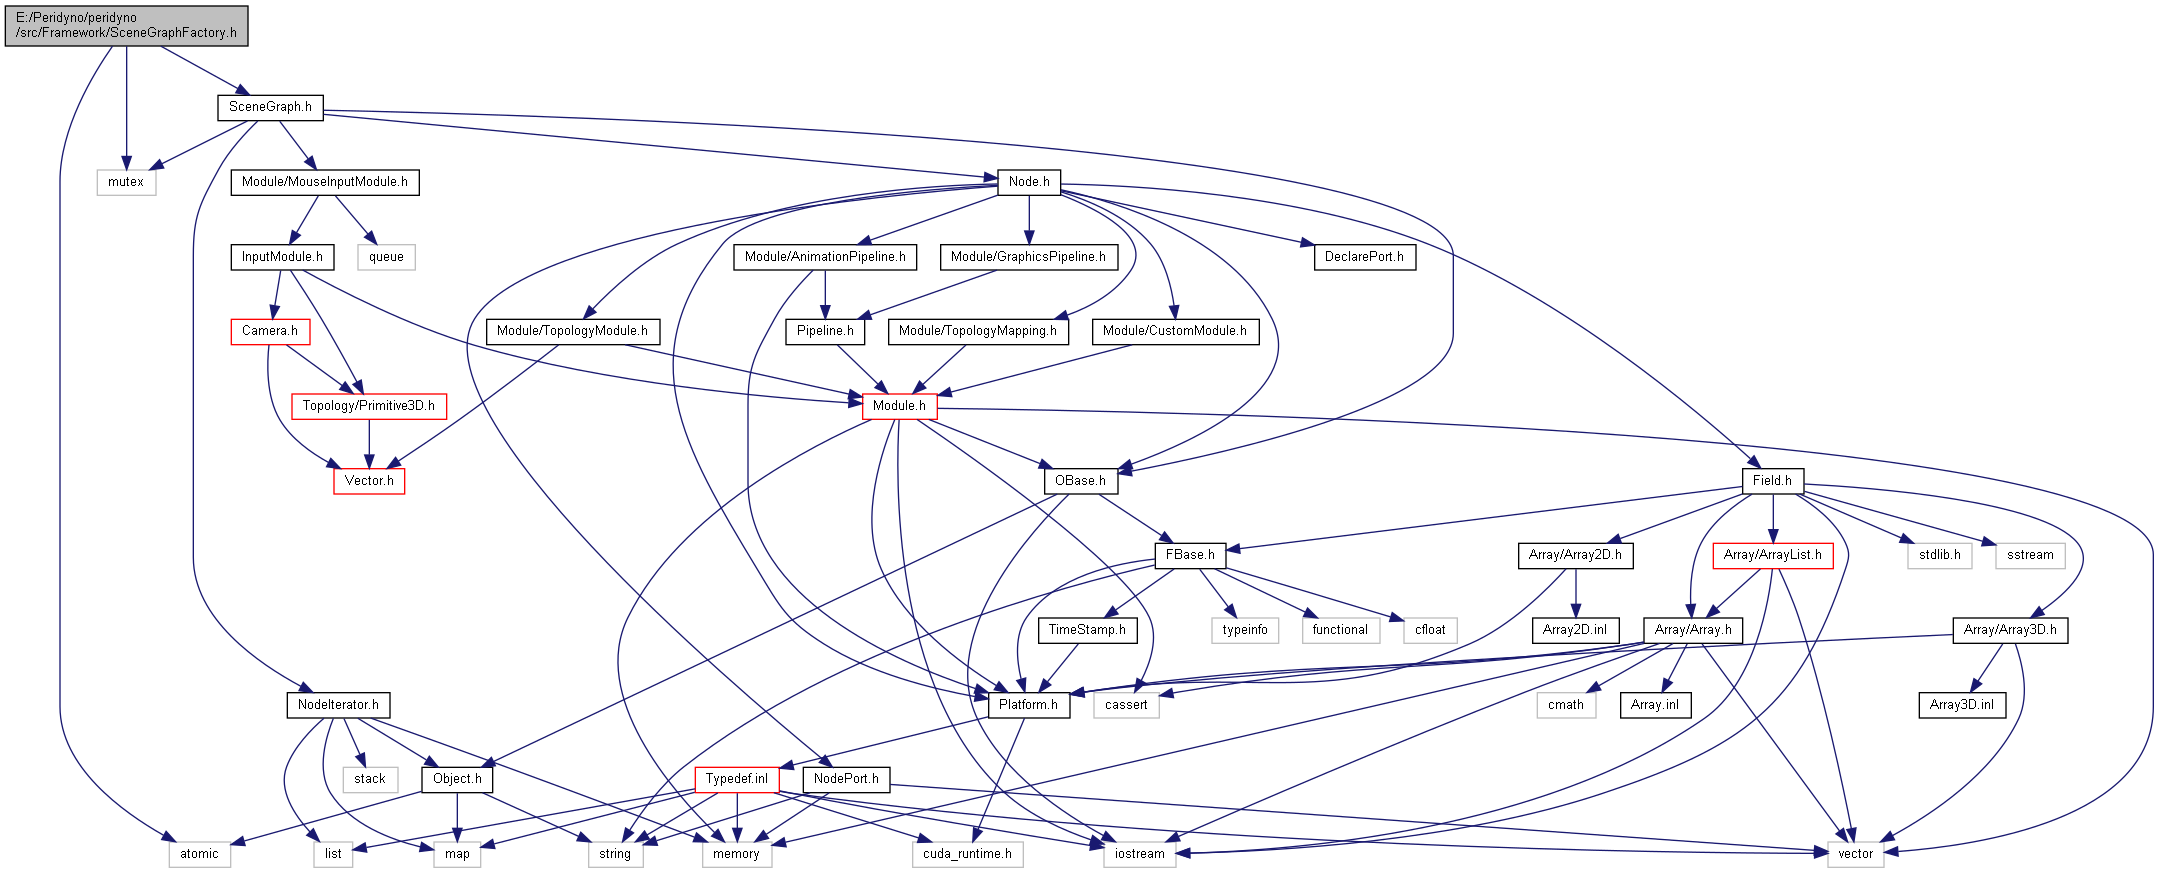 E:/Peridyno/peridyno
/src/Framework/SceneGraphFactory.h
SceneGraph.h
mutex
Module/MouseInputModule.h
Node.h
InputModule.h
queue
Module/AnimationPipeline.h
Module/GraphicsPipeline.h
DeclarePort.h
Camera.h
Module/TopologyModule.h
Pipeline.h
Module/TopologyMapping.h
Module/CustomModule.h
Topology/Primitive3D.h
Module.h
Vector.h
OBase.h
Field.h
FBase.h
Array/Array2D.h
Array/ArrayList.h
stdlib.h
sstream
TimeStamp.h
typeinfo
functional
cfloat
Array2D.inl
Array/Array.h
Array/Array3D.h
NodeIterator.h
Platform.h
cassert
cmath
Array.inl
Array3D.inl
stack
Object.h
Typedef.inl
NodePort.h
atomic
list
map
string
memory
cuda_runtime.h
iostream
vector